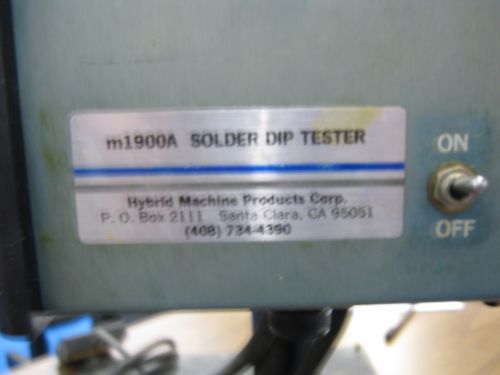 m1900A SOLDER DIP TESTER
Hybrid Machine Products Corp.
P. O. Box 2111 Santa Clara, CA 95051
(408) 734-4390
ON
OFF